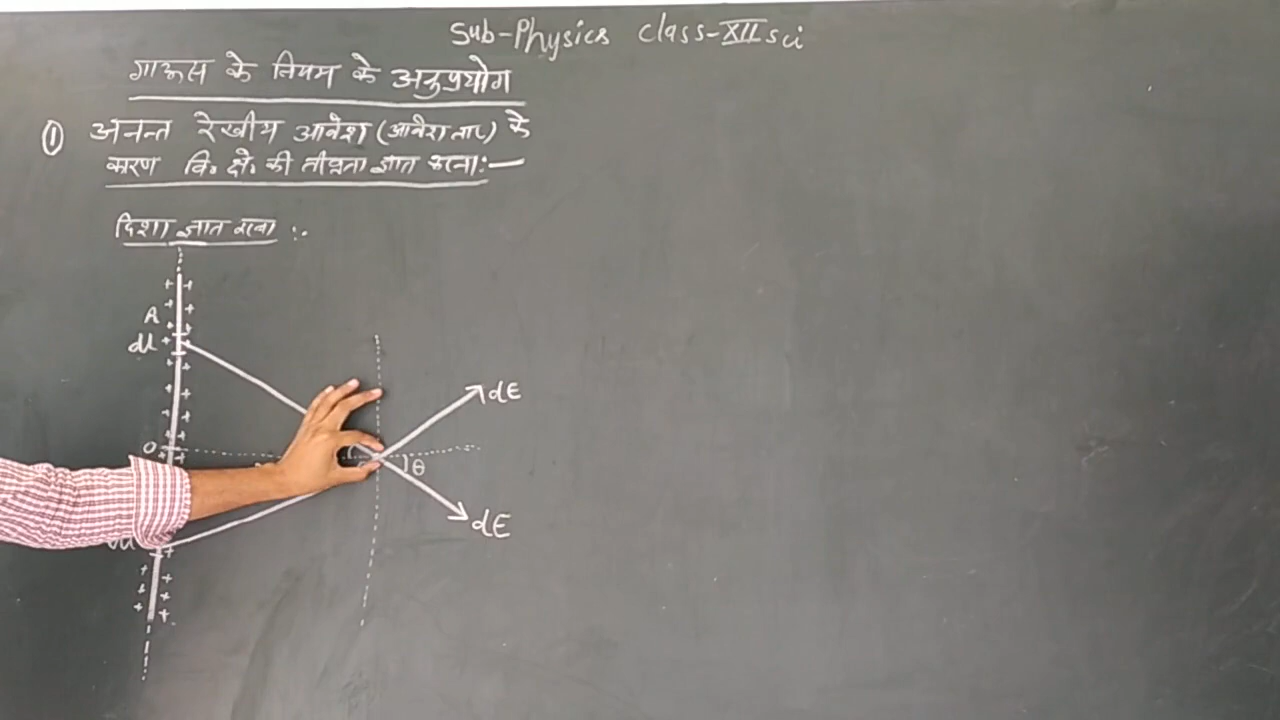 Sub-Physics class-XII sci
गाऊस के नियम के अनुप्रयोग
① अनन्त रेखीय आवेश (आवेश तार) के
कारण वि. क्षे. की तीव्रता ज्ञात करना:—
दिशा ज्ञात करना :.
A
dl
dE
O
θ
dE